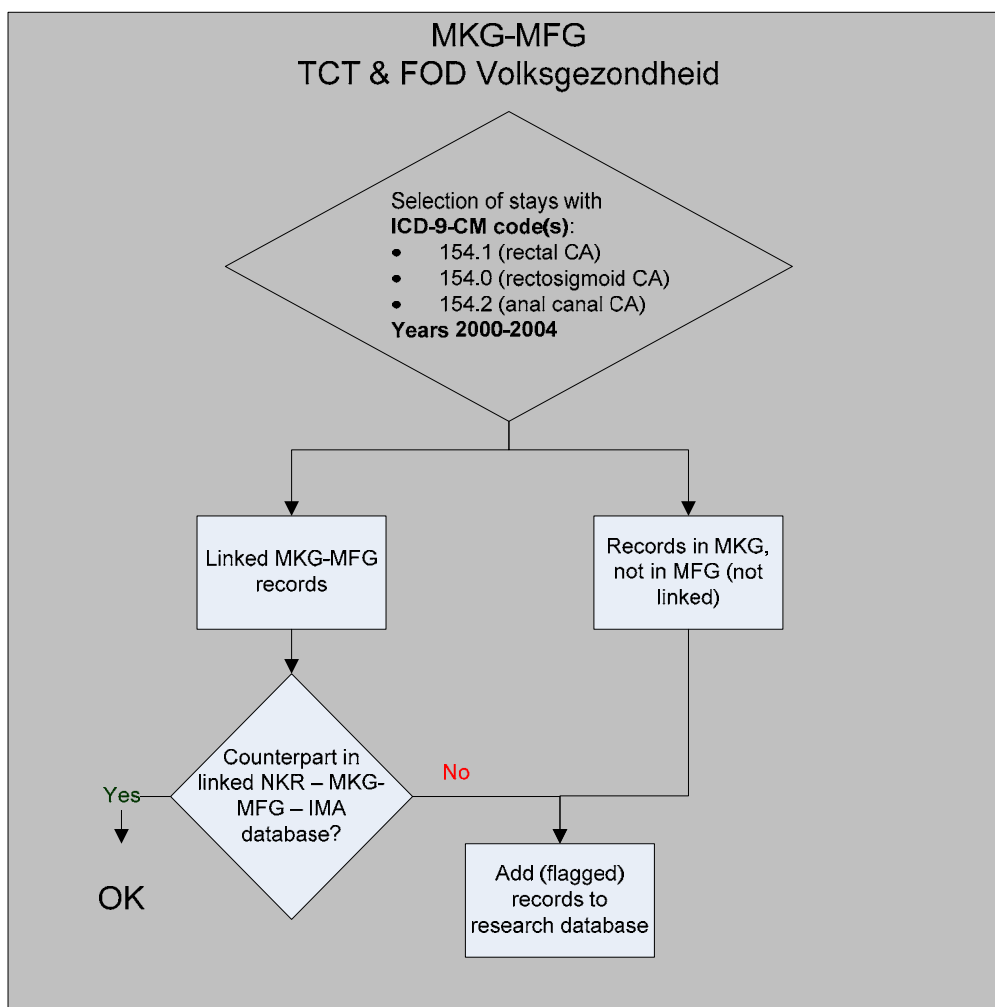 MKG-MFG
TCT & FOD Volksgezondheid
Selection of stays with
ICD-9-CM code(s):
• 154.1 (rectal CA)
• 154.0 (rectosigmoid CA)
• 154.2 (anal canal CA)
Years 2000-2004
Linked MKG-MFG
records
Records in MKG,
not in MFG (not
linked)
Counterpart in
linked NKR – MKG-
MFG – IMA
database?
No
Yes
OK
Add (flagged)
records to
research database